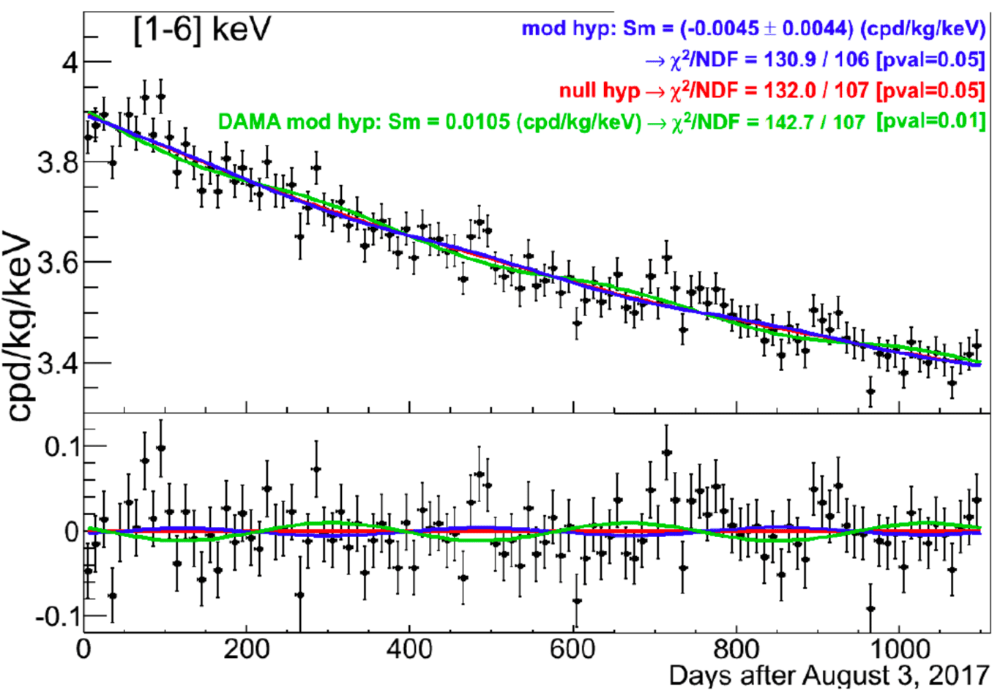 [1-6] keV
mod hyp: Sm = (-0.0045 ± 0.0044) (cpd/kg/keV)
→ χ²/NDF = 130.9 / 106 [pval=0.05]
null hyp → χ²/NDF = 132.0 / 107 [pval=0.05]
DAMA mod hyp: Sm = 0.0105 (cpd/kg/keV) → χ²/NDF = 142.7 / 107 [pval=0.01]
4
3.8
3.6
3.4
cpd/kg/keV
0.1
0
-0.1
0 200 400 600 800 1000
Days after August 3, 2017